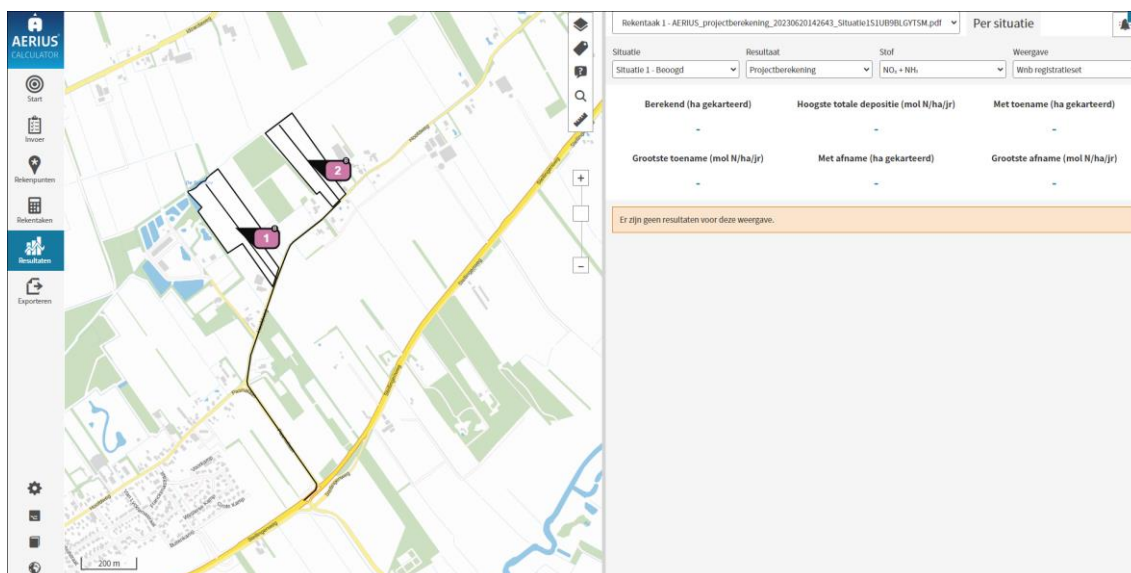 AERIUS
CALCULATOR
Start
Invoer
Rekenpunten
Rekentaken
Resultaten
Exporteren
2
1
200 m
Rekentaak 1 - AERIUS_projectberekening_20230620142643_Situatie1S1UB9BLGYTSM.pdf
Per situatie
Situatie
Resultaat
Stof
Weergave
Situatie 1 - Beoogd
Projectberekening
NOₓ + NH₃
Wnb registratieset
Berekend (ha gekarteerd)
Hoogste totale depositie (mol N/ha/jr)
Met toename (ha gekarteerd)
-
-
-
Grootste toename (mol N/ha/jr)
Met afname (ha gekarteerd)
Grootste afname (mol N/ha/jr)
-
-
-
Er zijn geen resultaten voor deze weergave.